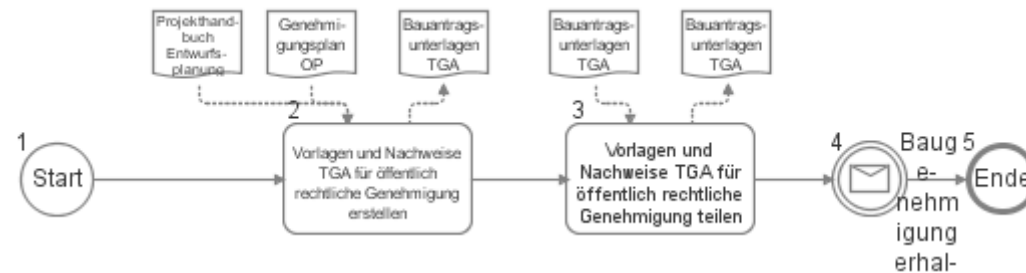 Projekthand-
buch
Entwurfs-
planung
Genehmi-
gungsplan
OP
Bauantrags-
unterlagen
TGA
Bauantrags-
unterlagen
TGA
Bauantrags-
unterlagen
TGA
1
Start
2
Vorlagen und Nachweise
TGA für öffentlich
rechtliche Genehmigung
erstellen
3
Vorlagen und
Nachweise TGA für
öffentlich rechtliche
Genehmigung teilen
4
Baug
e-
nehm
igung
erhal-
5
Ende